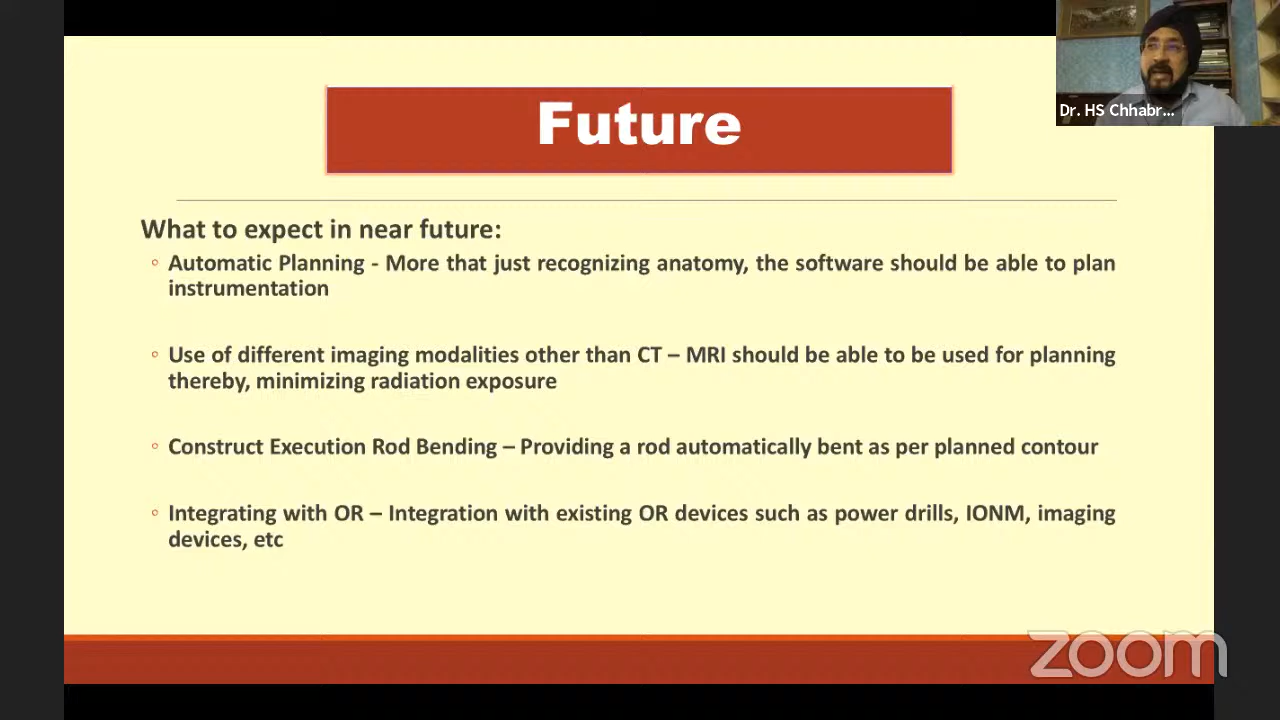 Future
Dr. HS Chhabr...
What to expect in near future:
◦ Automatic Planning - More that just recognizing anatomy, the software should be able to plan
instrumentation
◦ Use of different imaging modalities other than CT – MRI should be able to be used for planning
thereby, minimizing radiation exposure
◦ Construct Execution Rod Bending – Providing a rod automatically bent as per planned contour
◦ Integrating with OR – Integration with existing OR devices such as power drills, IONM, imaging
devices, etc
zoom